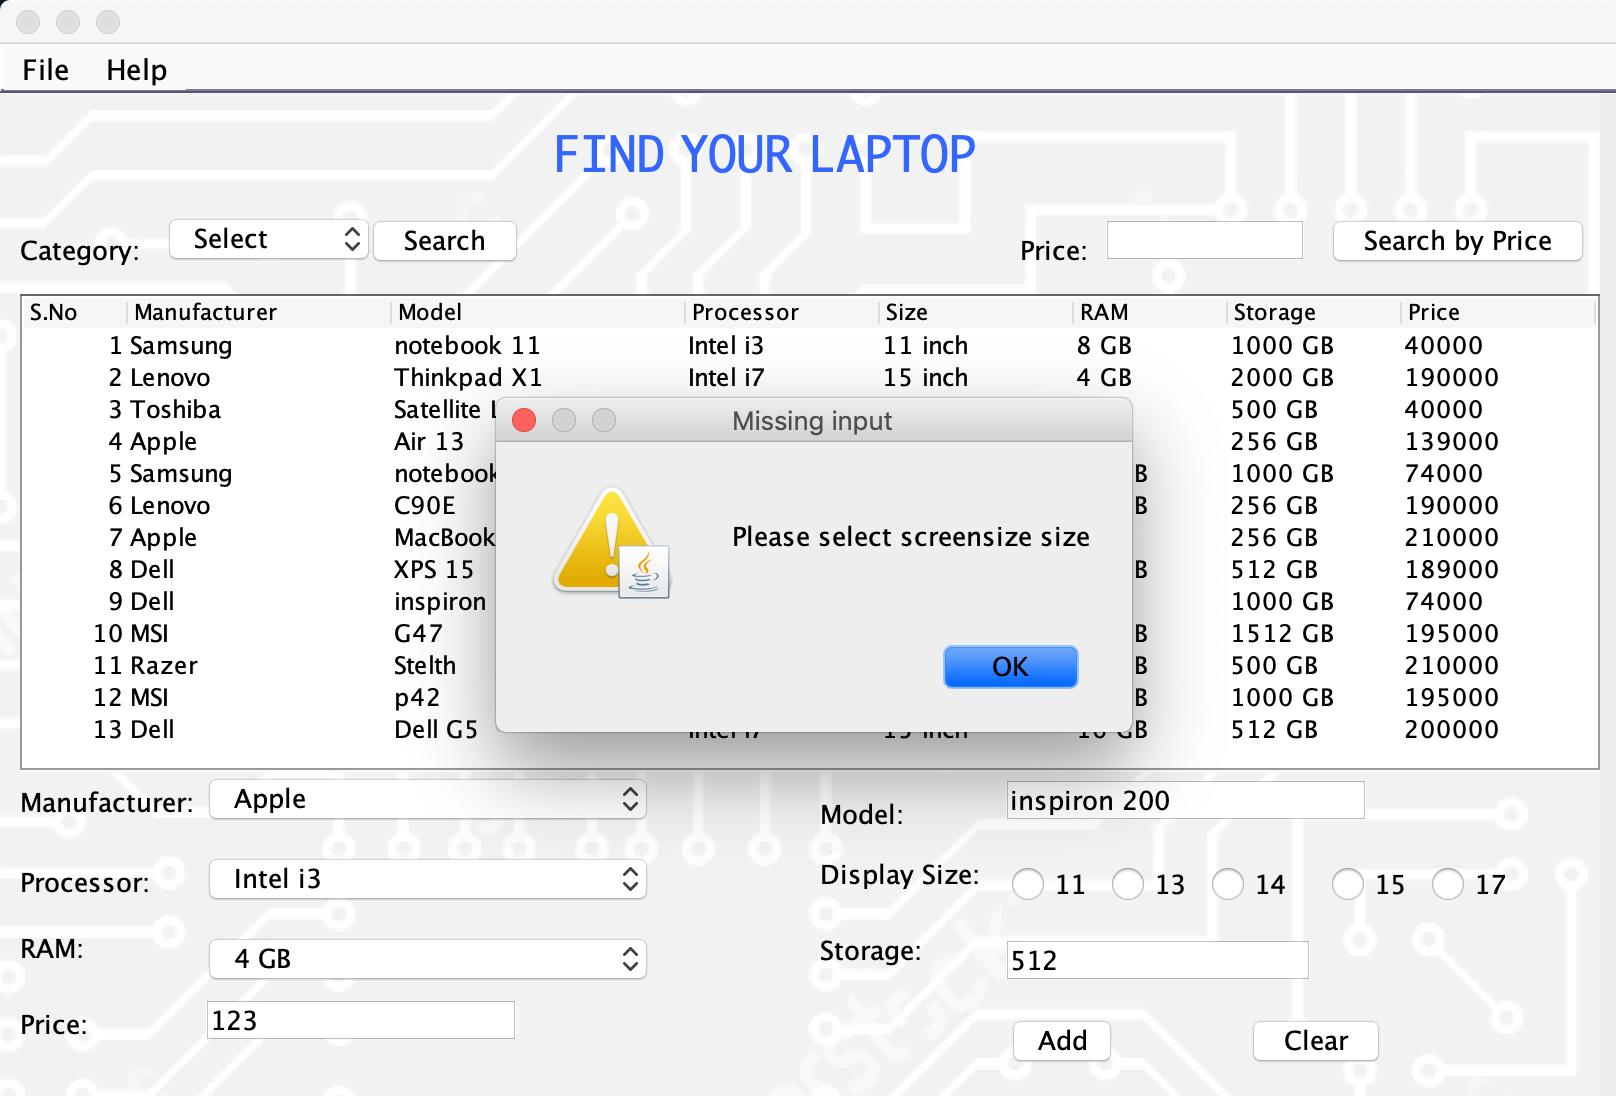 File Help
FIND YOUR LAPTOP
Category: Select Search Price: Search by Price
S.No Manufacturer Model Processor Size RAM Storage Price
1 Samsung notebook 11 Intel i3 11 inch 8 GB 1000 GB 40000
2 Lenovo Thinkpad X1 Intel i7 15 inch 4 GB 2000 GB 190000
3 Toshiba Satellite L 500 GB 40000
4 Apple Air 13 256 GB 139000
5 Samsung notebook B 1000 GB 74000
6 Lenovo C90E B 256 GB 190000
7 Apple MacBook 256 GB 210000
8 Dell XPS 15 B 512 GB 189000
9 Dell inspiron 1000 GB 74000
10 MSI G47 B 1512 GB 195000
11 Razer Stelth B 500 GB 210000
12 MSI p42 B 1000 GB 195000
13 Dell Dell G5 Intel i7 15 inch 16 GB 512 GB 200000
Missing input
Please select screensize size
OK
Manufacturer: Apple Model: inspiron 200
Processor: Intel i3 Display Size: 11 13 14 15 17
RAM: 4 GB Storage: 512
Price: 123 Add Clear